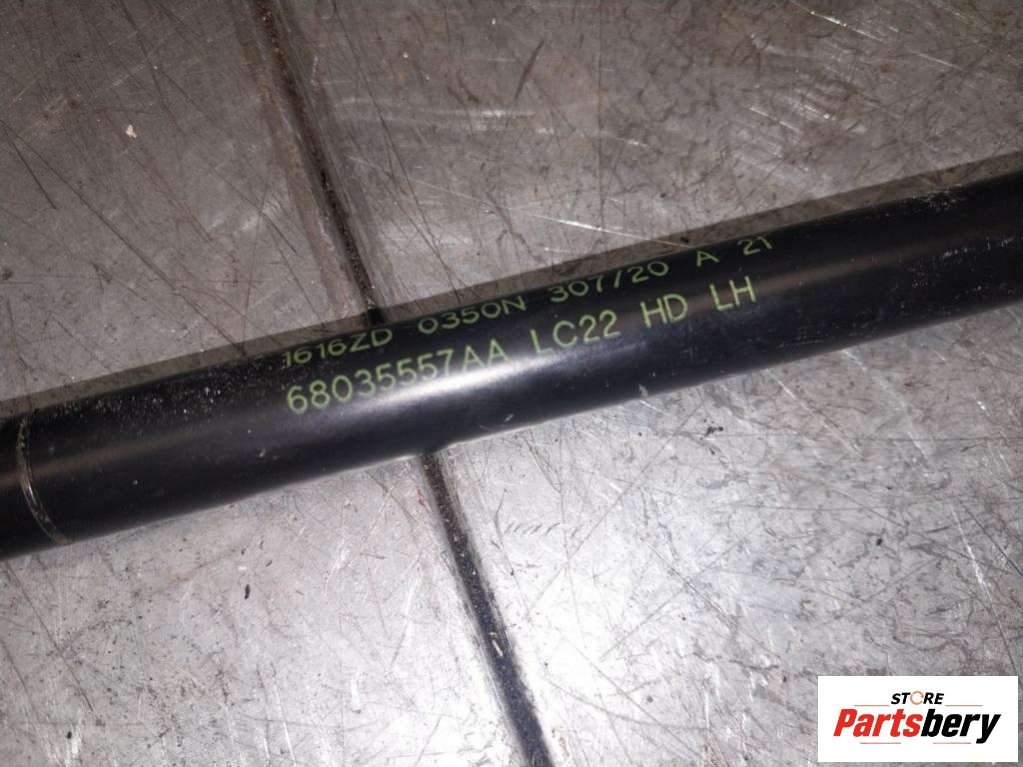 1616ZD 0350N 307/20 A 21
68035557AA LC22 HD LH
STORE
Partsbery